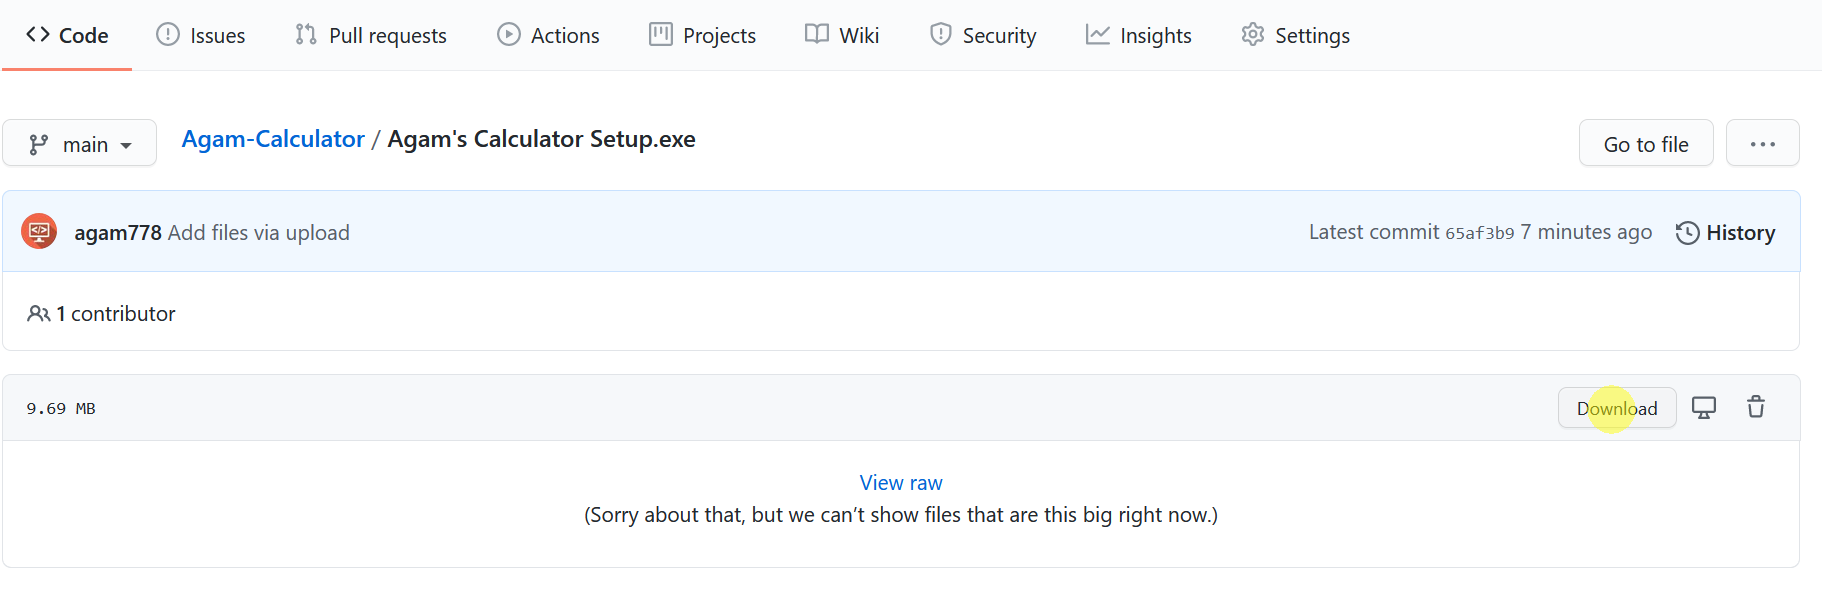 Code Issues Pull requests Actions Projects Wiki Security Insights Settings
main Agam-Calculator / Agam's Calculator Setup.exe Go to file ...
agam778 Add files via upload Latest commit 65af3b9 7 minutes ago History
1 contributor
9.69 MB Download
View raw
(Sorry about that, but we can’t show files that are this big right now.)